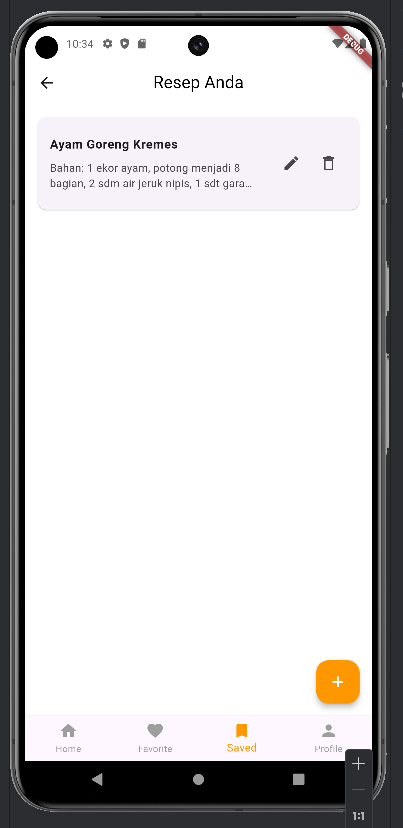 10:34
DEBUG
Resep Anda
Ayam Goreng Kremes
Bahan: 1 ekor ayam, potong menjadi 8
bagian, 2 sdm air jeruk nipis, 1 sdt gara...
+
Home Favorite Saved Profile
1:1